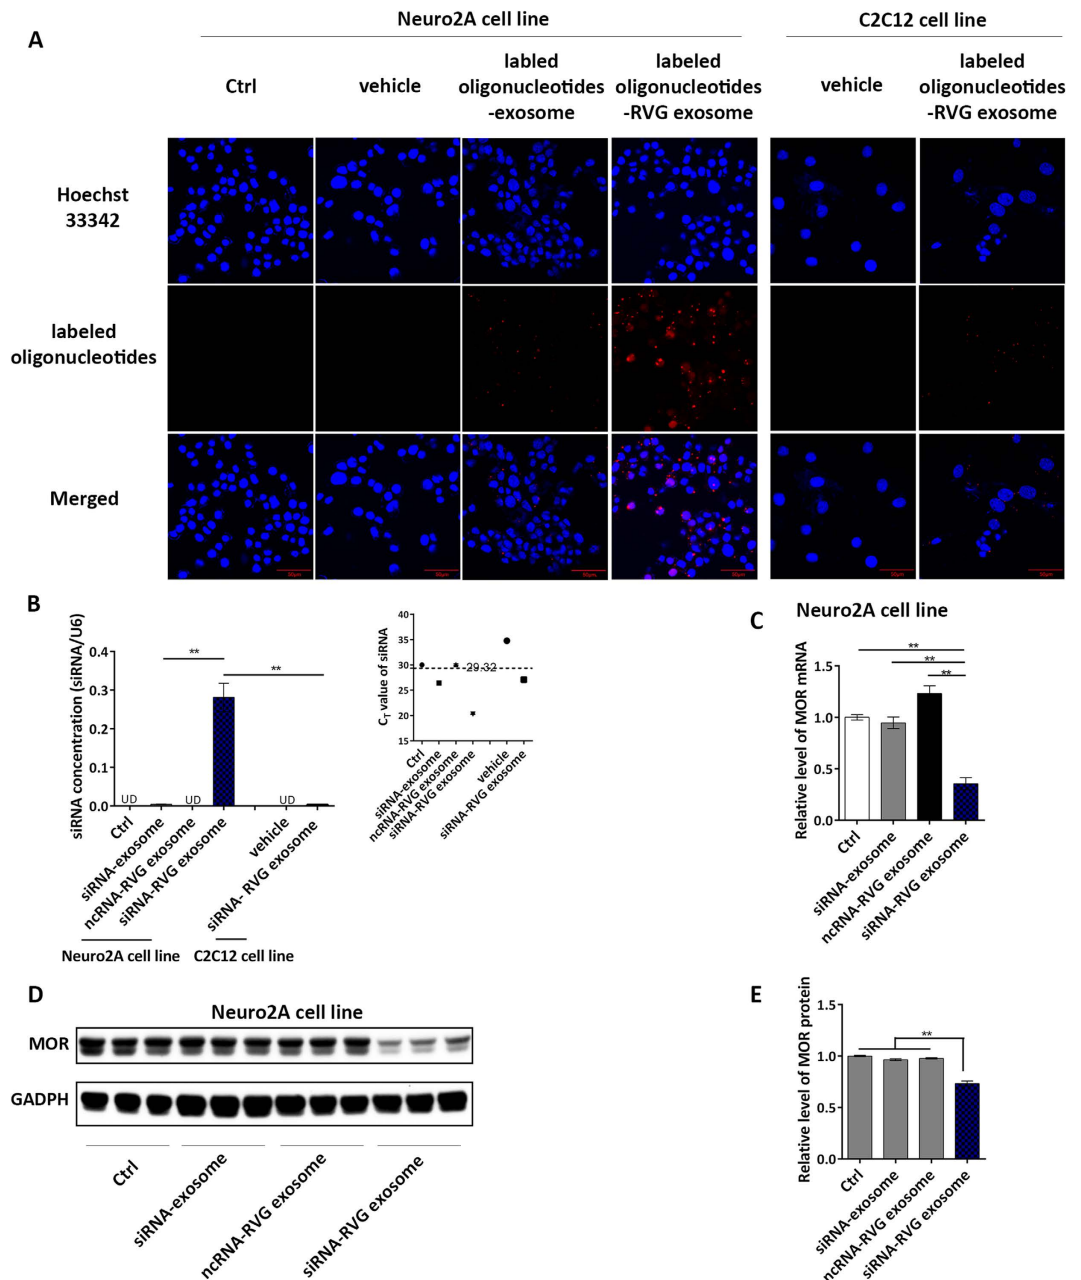 A
Neuro2A cell line
C2C12 cell line
Ctrl
vehicle
labled
oligonucleotides
-exosome
labeled
oligonucleotides
-RVG exosome
vehicle
labeled
oligonucleotides
-RVG exosome
Hoechst
33342
labeled
oligonucleotides
Merged
50μm
50μm
50μm
50μm
50μm
50μm
B
siRNA concentration (siRNA/U6)
0.4
0.3
0.2
0.1
0.0
**
**
UD
UD
UD
Ctrl
siRNA-exosome
ncRNA-RVG exosome
siRNA-RVG exosome
vehicle
siRNA- RVG exosome
Neuro2A cell line
C2C12 cell line
CT value of siRNA
40
35
30
25
20
15
29.32
Ctrl
siRNA-exosome
ncRNA-RVG exosome
siRNA-RVG exosome
vehicle
siRNA-RVG exosome
C
Neuro2A cell line
Relative level of MOR mRNA
1.5
1.0
0.5
0.0
**
**
**
Ctrl
siRNA-exosome
ncRNA-RVG exosome
siRNA-RVG exosome
D
Neuro2A cell line
MOR
GADPH
Ctrl
siRNA-exosome
ncRNA-RVG exosome
siRNA-RVG exosome
E
Relative level of MOR protein
1.5
1.0
0.5
0.0
**
Ctrl
siRNA-exosome
ncRNA-RVG exosome
siRNA-RVG exosome